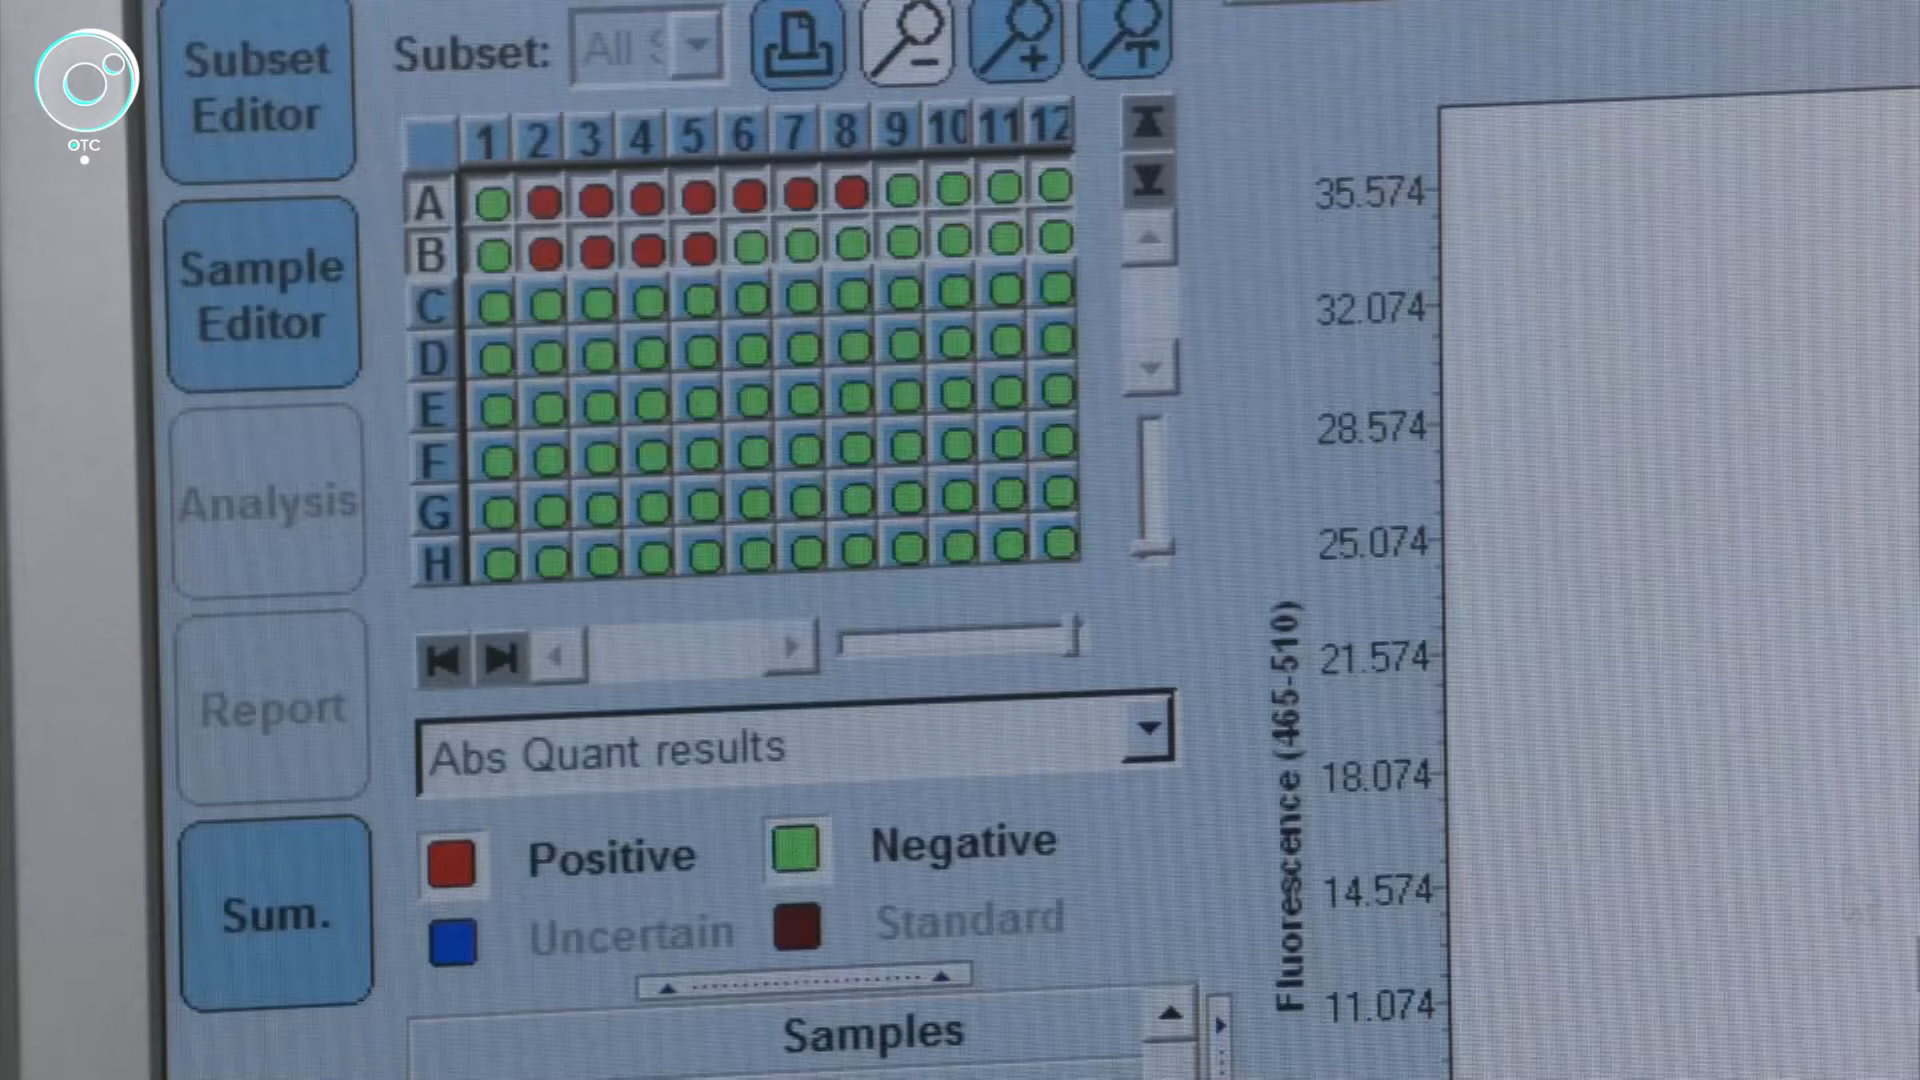 OTC
Subset Editor
Subset:
All
1 2 3 4 5 6 7 8 9 10 11 12
A
B
C
D
E
F
G
H
Sample Editor
Analysis
Report
Sum.
Abs Quant results
Positive
Negative
Uncertain
Standard
Samples
35.574
32.074
28.574
25.074
21.574
18.074
14.574
11.074
Fluorescence (465-510)